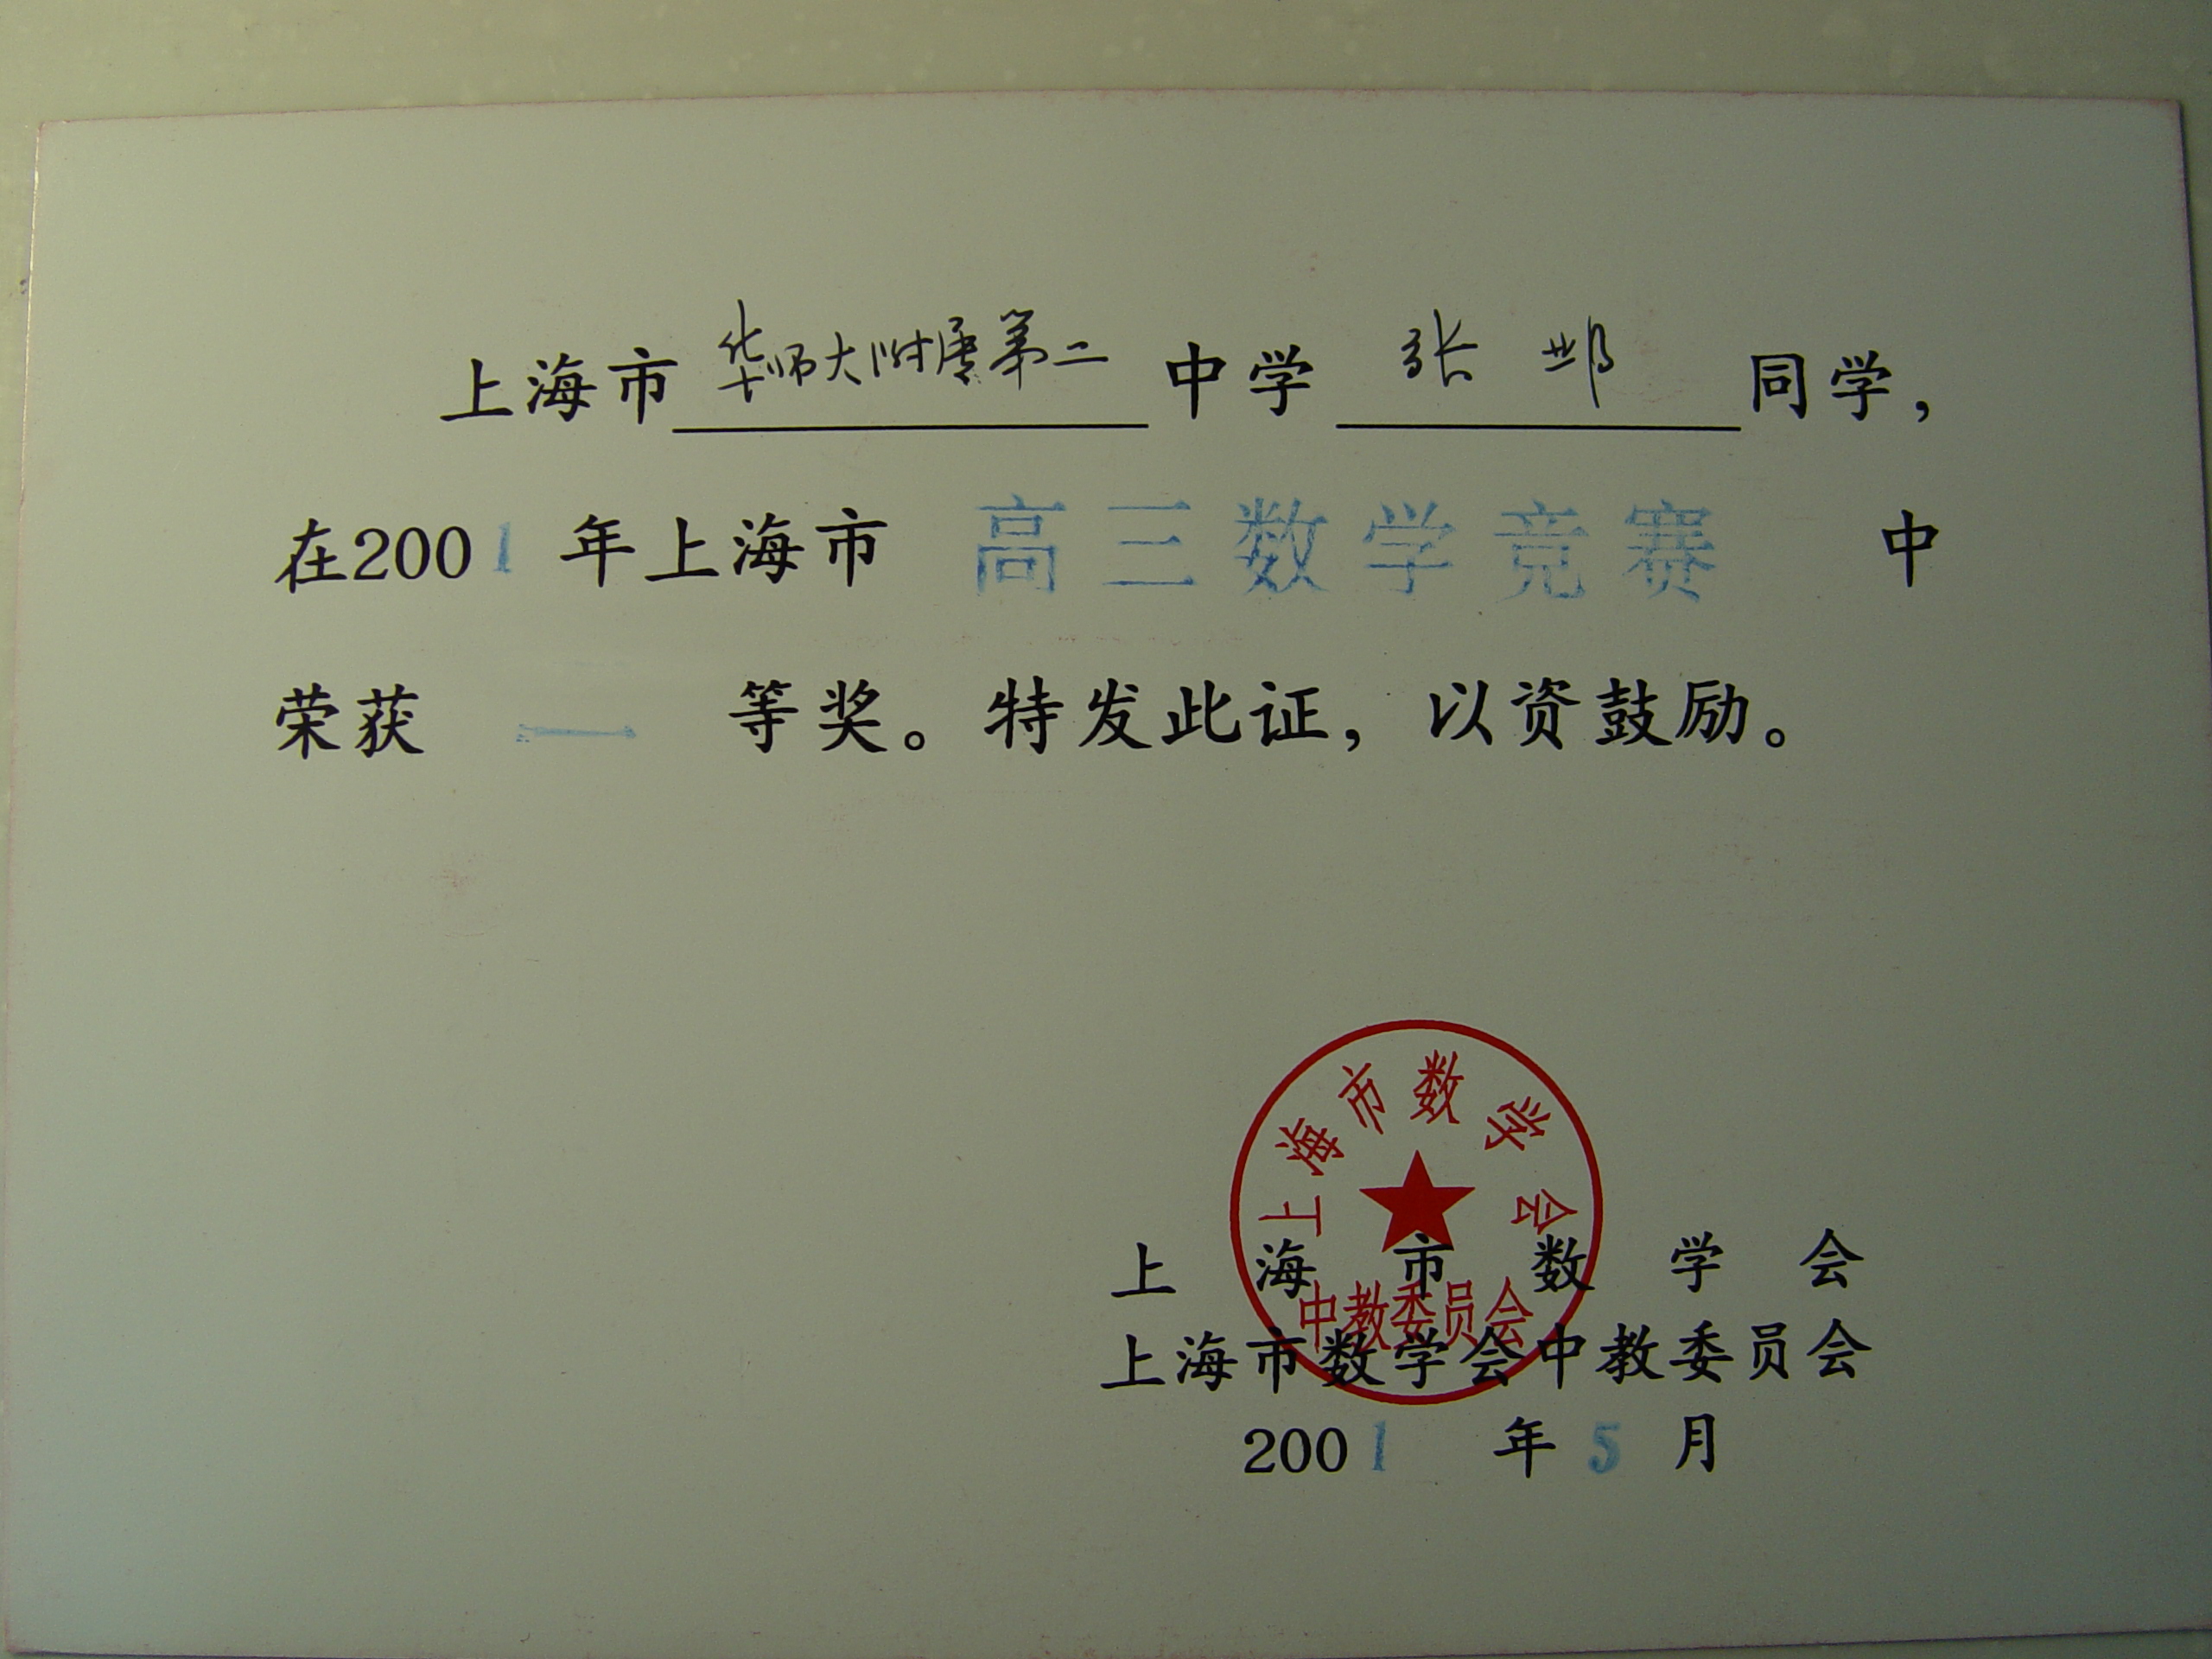 上海市华师大附属第二中学 张 邺 同学,
在2001年上海市 高三数学竞赛 中
荣获 一 等奖。特发此证,以资鼓励。
上海市数学会
中教委员会
上海市数学会
上海市数学会中教委员会
2001年5月